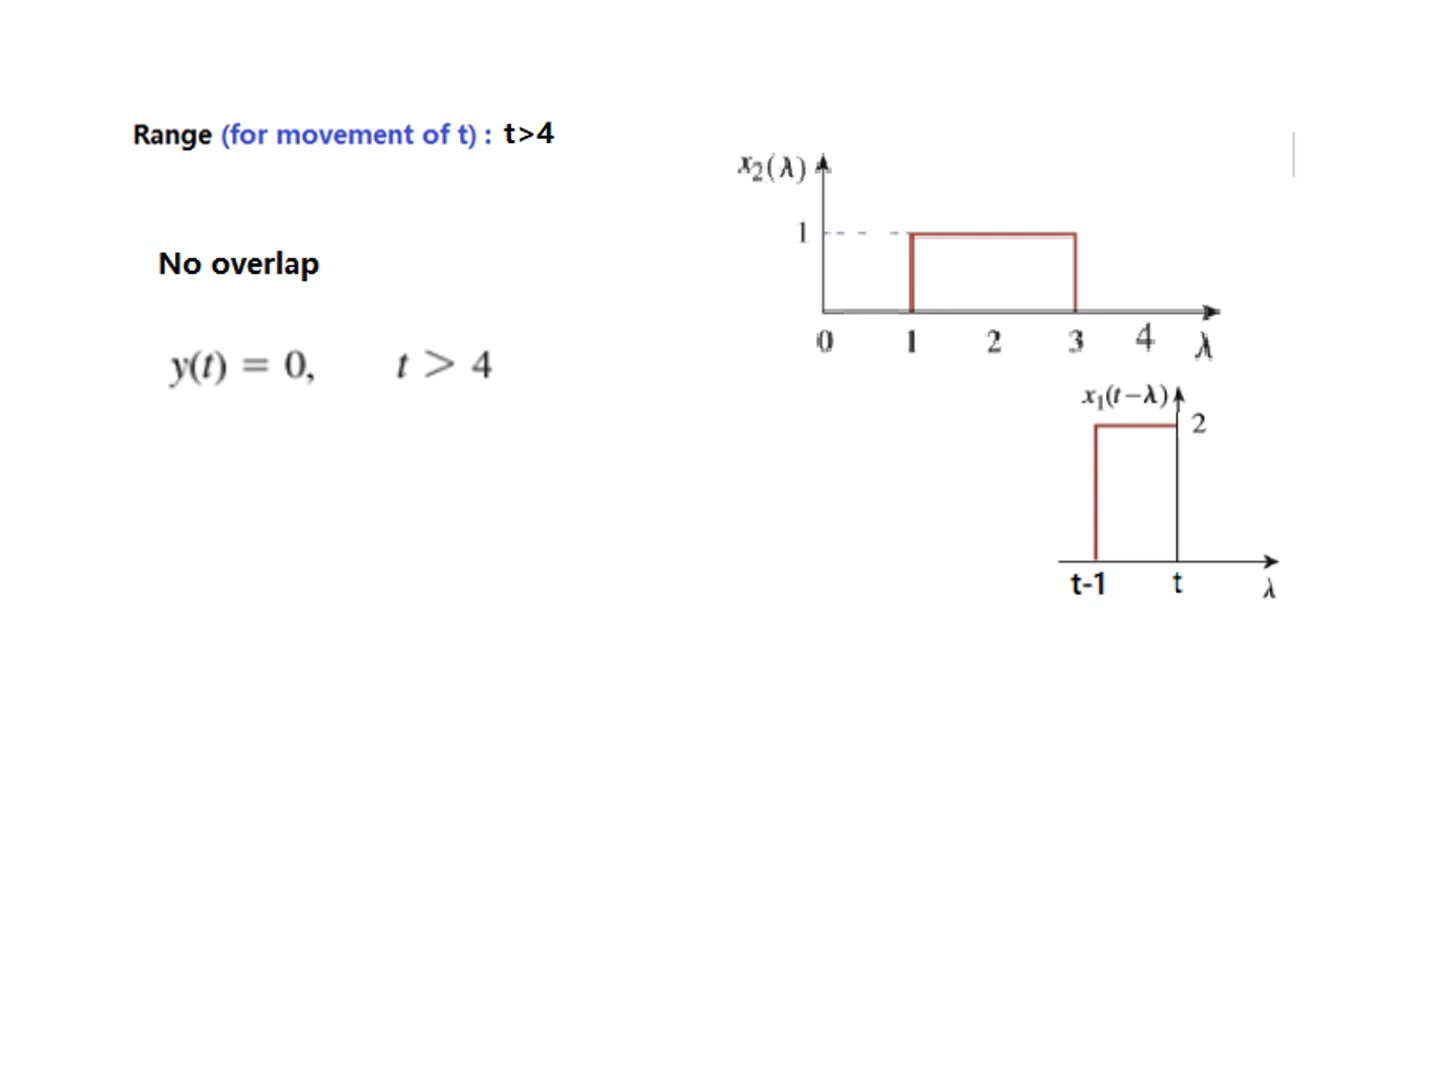 Range (for movement of t) : t>4
No overlap
y(t) = 0, t > 4
x₂(λ)
1
0 1 2 3 4 λ
x₁(t−λ)
2
t-1 t λ